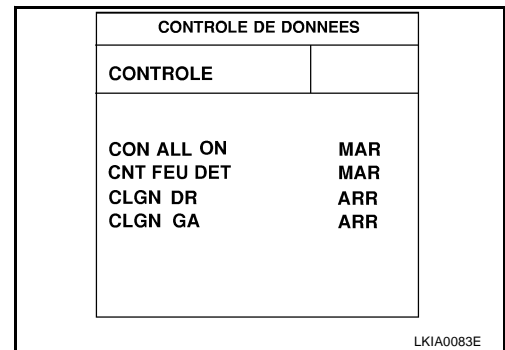 CONTROLE DE DONNEES
CONTROLE
CON ALL ON MAR
CNT FEU DET MAR
CLGN DR ARR
CLGN GA ARR
LKIA0083E